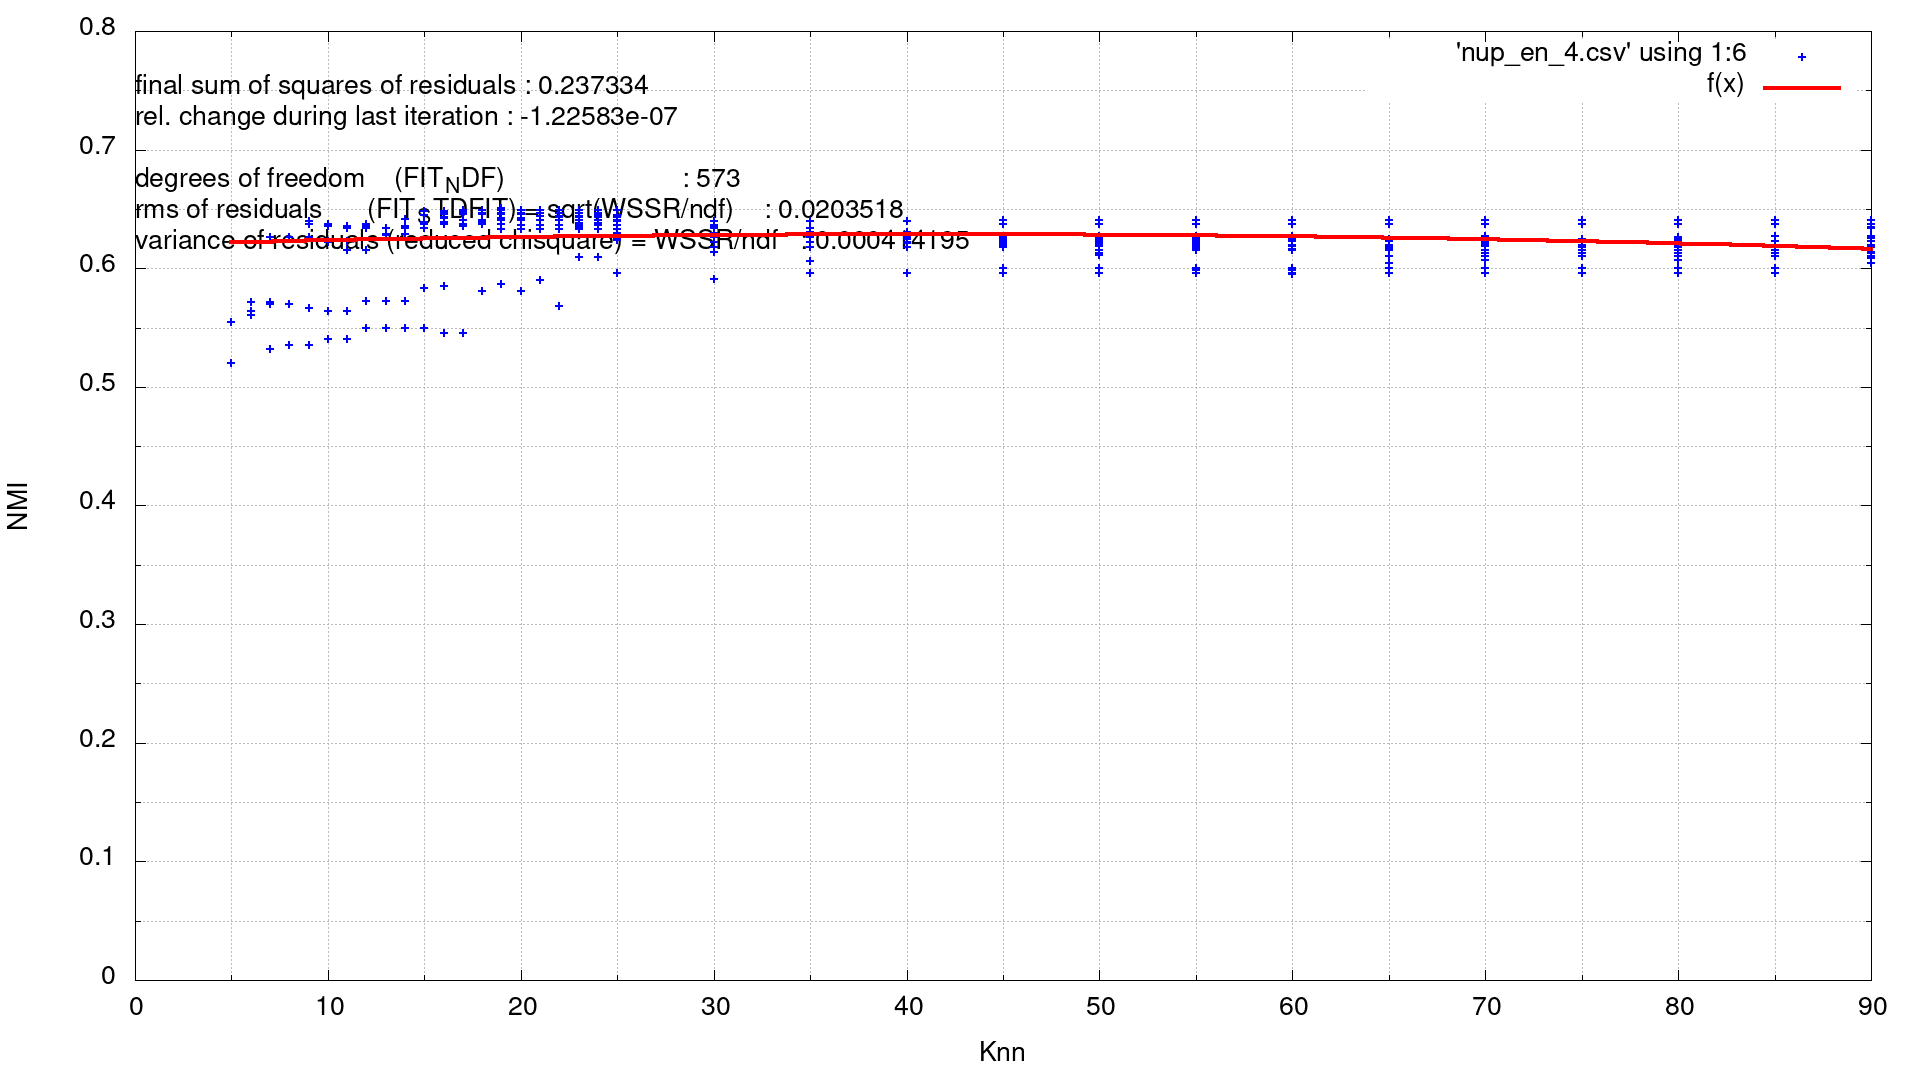 'nup_en_4.csv' using 1:6
f(x)
final sum of squares of residuals : 0.237334
rel. change during last iteration : -1.22583e-07
degrees of freedom (FIT_NDF) : 573
rms of residuals (FIT_STDFIT) = sqrt(WSSR/ndf) : 0.0203518
variance of residuals (reduced chisquare) = WSSR/ndf : 0.000414195
0.8
0.7
0.6
0.5
0.4
0.3
0.2
0.1
0
NMI
0 10 20 30 40 50 60 70 80 90
Knn